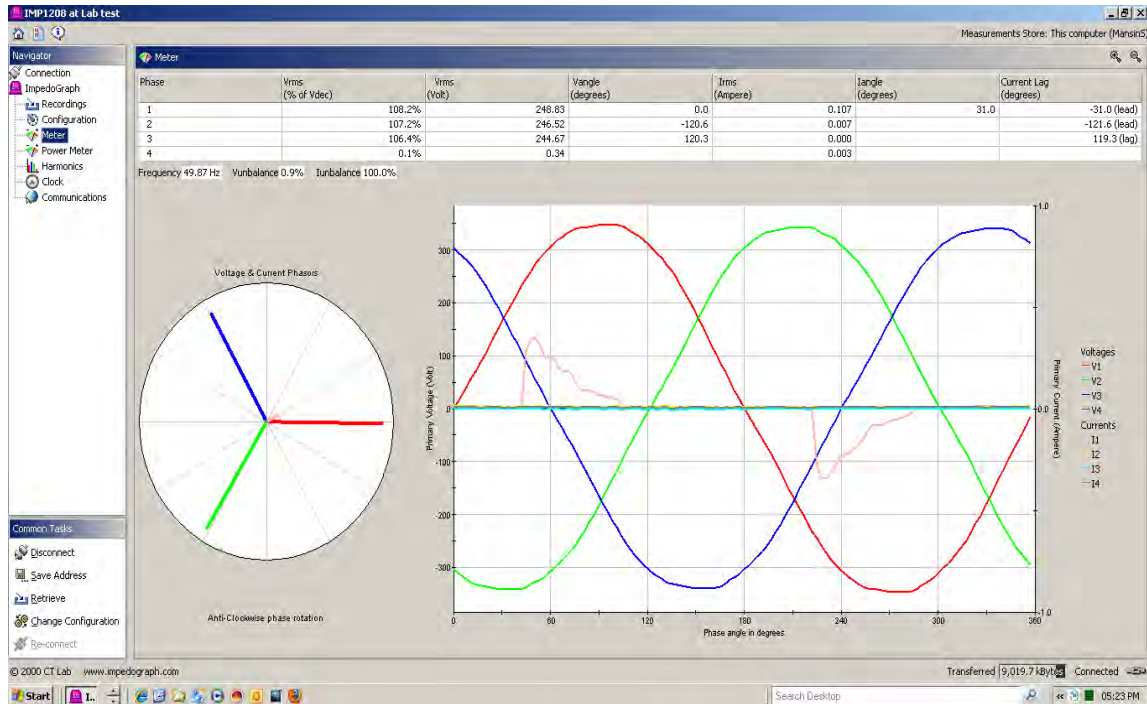 IMP1208 at Lab test
Measurements Store: This computer (Mansin5)
Navigator
Connection
ImpedoGraph
Recordings
Configuration
Meter
Power Meter
Harmonics
Clock
Communications
Meter
Phase Vrms (% of Vdec) Vrms (Volt) Vangle (degrees) Irms (Ampere) Iangle (degrees) Current Lag (degrees)
1 108.2% 248.83 0.0 0.107 31.0 -31.0 (lead)
2 107.2% 246.52 -120.6 0.007 -121.6 (lead)
3 106.4% 244.67 120.3 0.000 119.3 (lag)
4 0.1% 0.34 0.003
Frequency 49.87 Hz Vunbalance 0.9% Iunbalance 100.0%
Voltage & Current Phasors
Anti-Clockwise phase rotation
Primary Voltage (Volt)
300
200
100
0
-100
-200
-300
0 60 120 180 240 300 360
Phase angle in degrees
1.0
0.0
-1.0
Primary Current (Ampere)
Voltages
V1
V2
V3
V4
Currents
I1
I2
I3
I4
Common Tasks
Disconnect
Save Address
Retrieve
Change Configuration
Re-connect
© 2000 CT Lab www.impedograph.com
Transferred 9,019.7 kBytes Connected
Start I.. Search Desktop « 05:23 PM